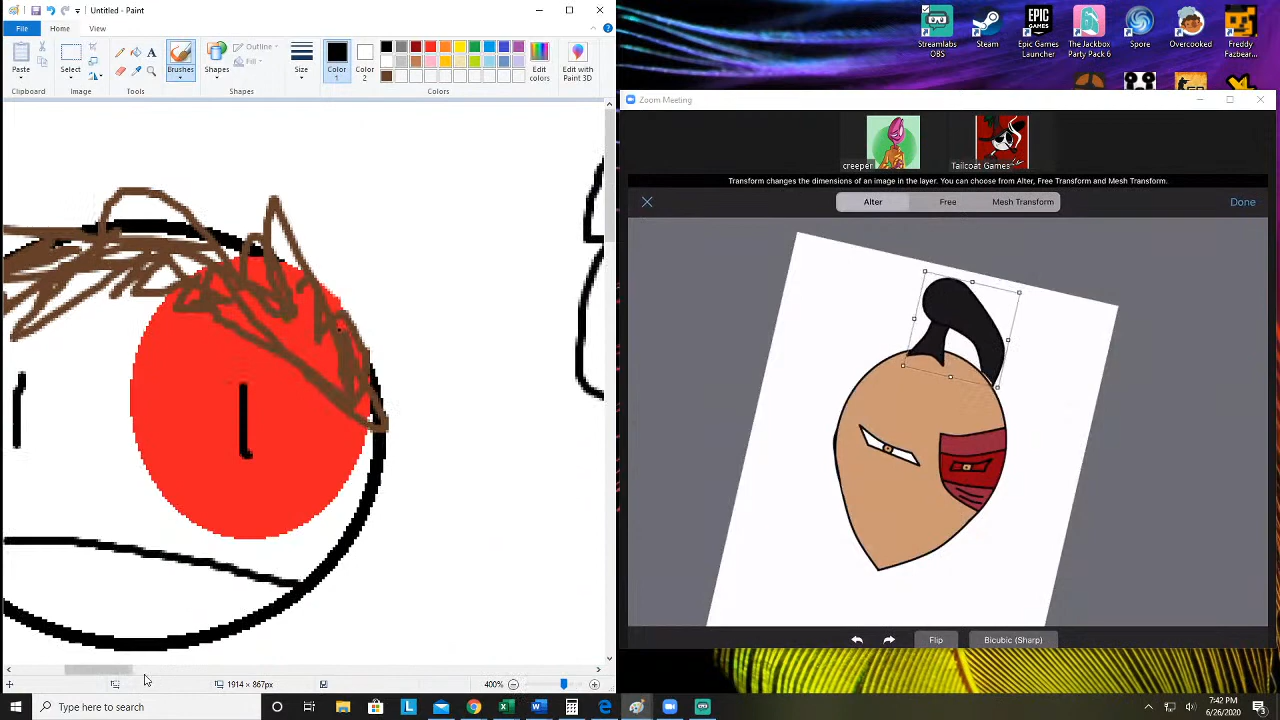 Untitled - Paint
File
Home
View
Paste
Clipboard
Select
Image
Tools
Brushes
Shapes
Outline
Fill
Shapes
Size
Color
1
Color
2
Edit
colors
Colors
Edit with
Paint 3D
1914 × 867px
400%
Streamlabs
OBS
Steam
Epic Games
Launcher
The Jackbox
Party Pack 6
Spore
Overcooked
Freddy
Fazbear...
Zoom Meeting
creeper
Tailcoat Games
Transform changes the dimensions of an image in the layer. You can choose from Alter, Free Transform and Mesh Transform.
Alter
Free
Mesh Transform
Done
Flip
Bicubic (Sharp)
Type here to search
7:42 PM
6/26/2020